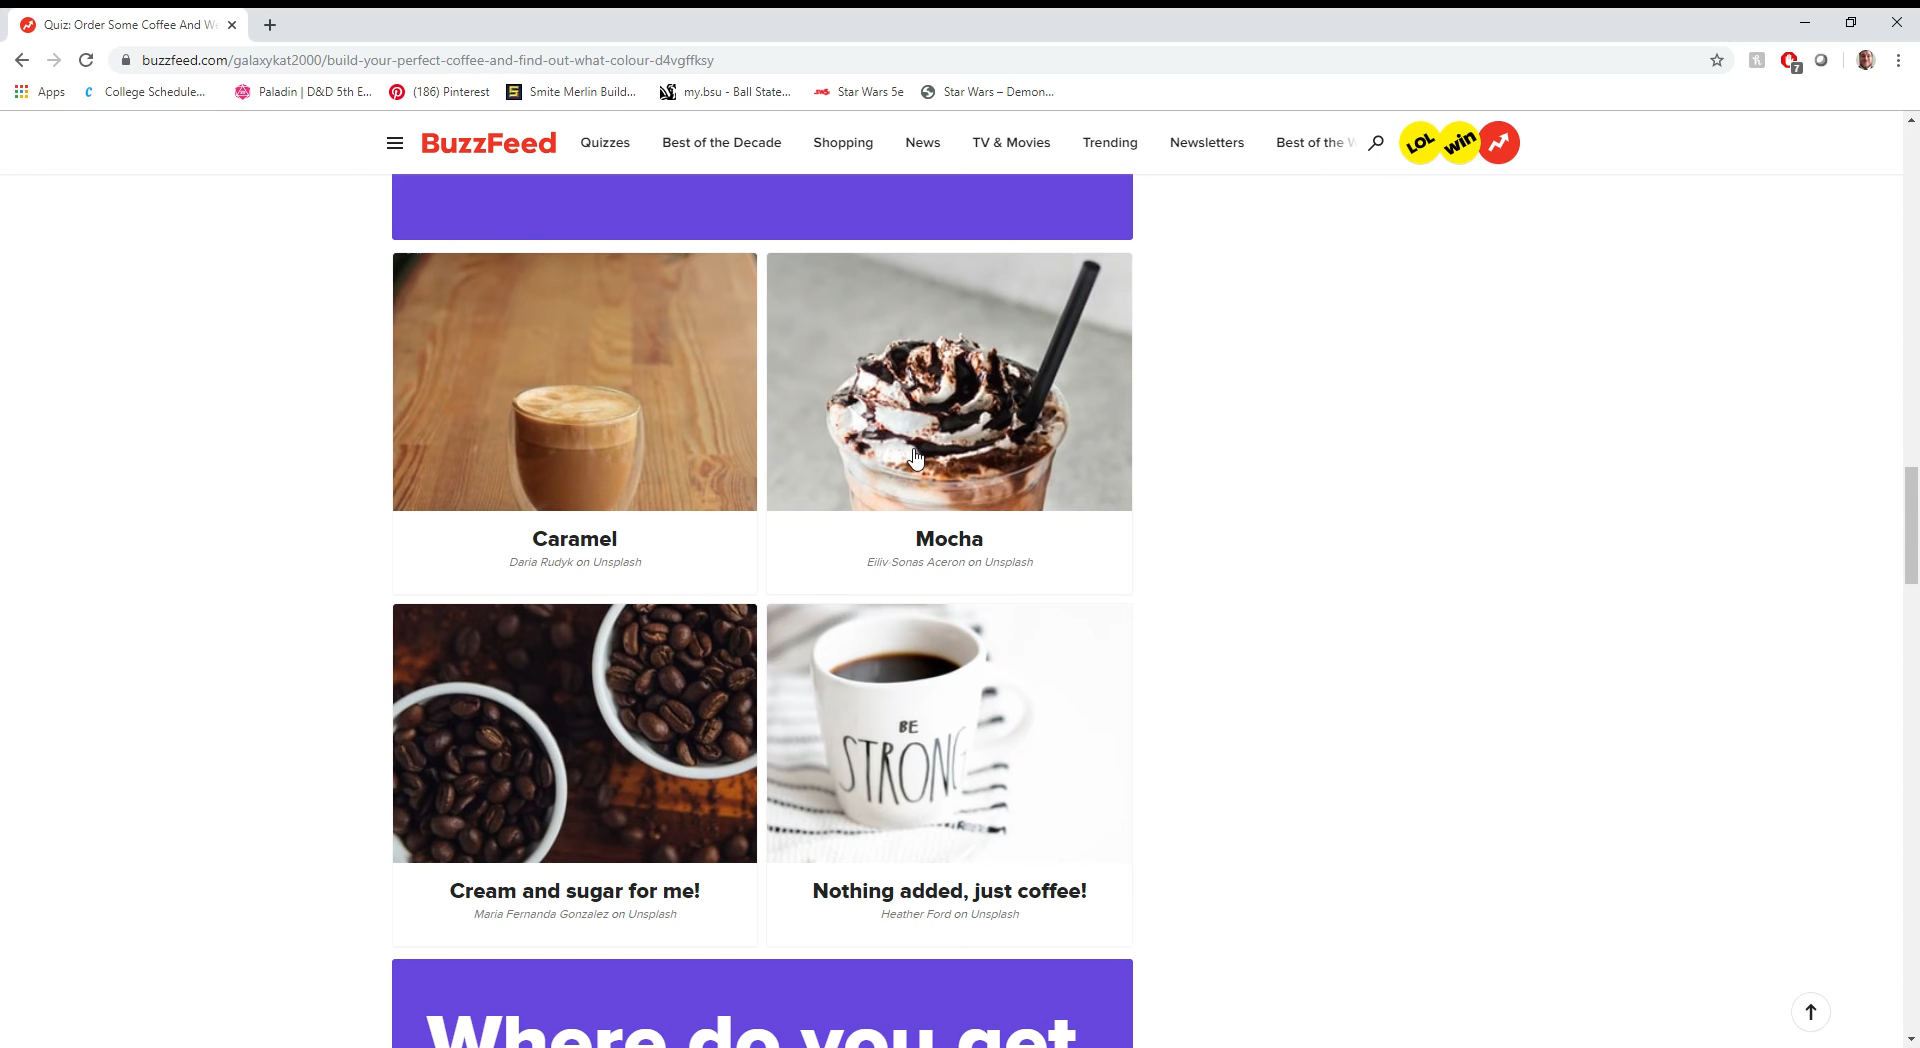 Quiz: Order Some Coffee And We
buzzfeed.com/galaxykat2000/build-your-perfect-coffee-and-find-out-what-colour-d4vgffksy
7
Apps College Schedule... Paladin | D&D 5th E... (186) Pinterest Smite Merlin Build... my.bsu - Ball State... Star Wars 5e Star Wars – Demon...
BuzzFeed Quizzes Best of the Decade Shopping News TV & Movies Trending Newsletters Best of the LOL win
Caramel
Daria Rudyk on Unsplash
Mocha
Eiliv-Sonas Aceron on Unsplash
BE
STRONG
Cream and sugar for me!
Maria Fernanda Gonzalez on Unsplash
Nothing added, just coffee!
Heather Ford on Unsplash
Where do you get